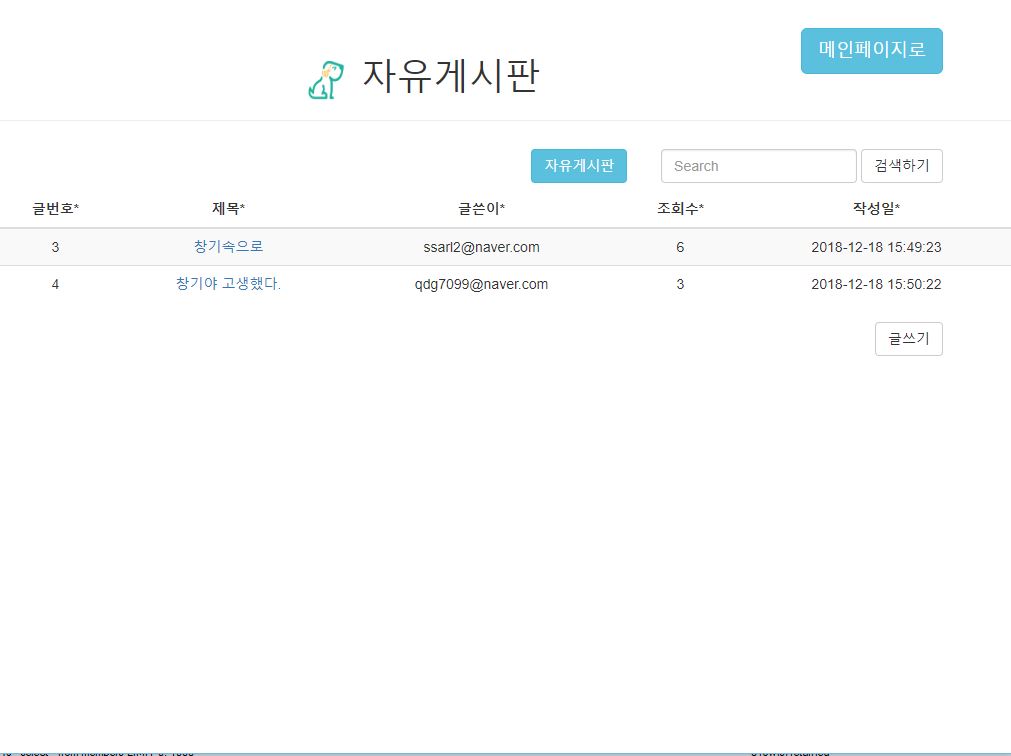 메인페이지로
자유게시판
자유게시판 Search 검색하기
글번호* 제목* 글쓴이* 조회수* 작성일*
3 창기속으로 ssarl2@naver.com 6 2018-12-18 15:49:23
4 창기야 고생했다. qdg7099@naver.com 3 2018-12-18 15:50:22
글쓰기